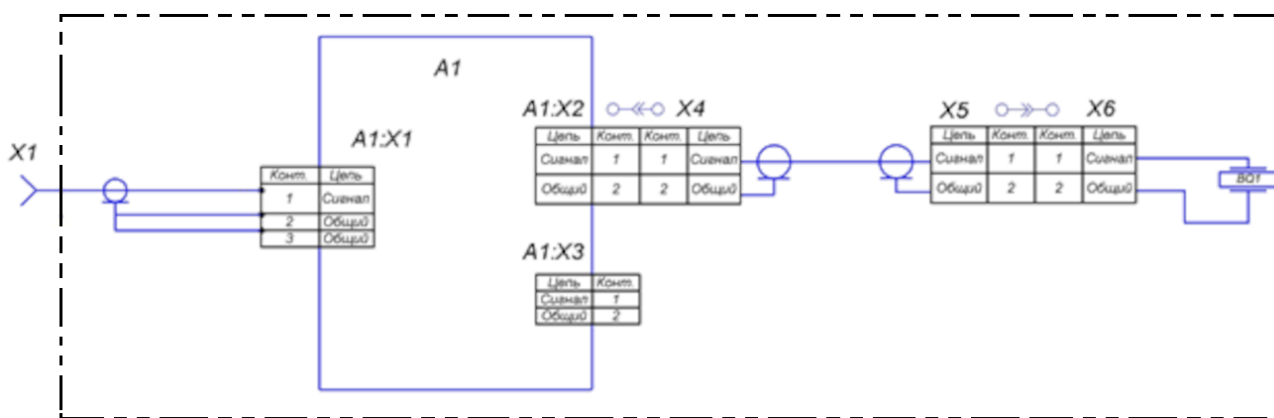 A1
A1:X2 X4
X5 X6
Цепь Конт. Конт. Цепь
Сигнал 1 1 Сигнал
Общий 2 2 Общий
Цепь Конт. Конт. Цепь
Сигнал 1 1 Сигнал
Общий 2 2 Общий
BQ1
X1
A1:X1
Конт. Цепь
1 Сигнал
2 Общий
3 Общий
A1:X3
Цепь Конт.
Сигнал 1
Общий 2